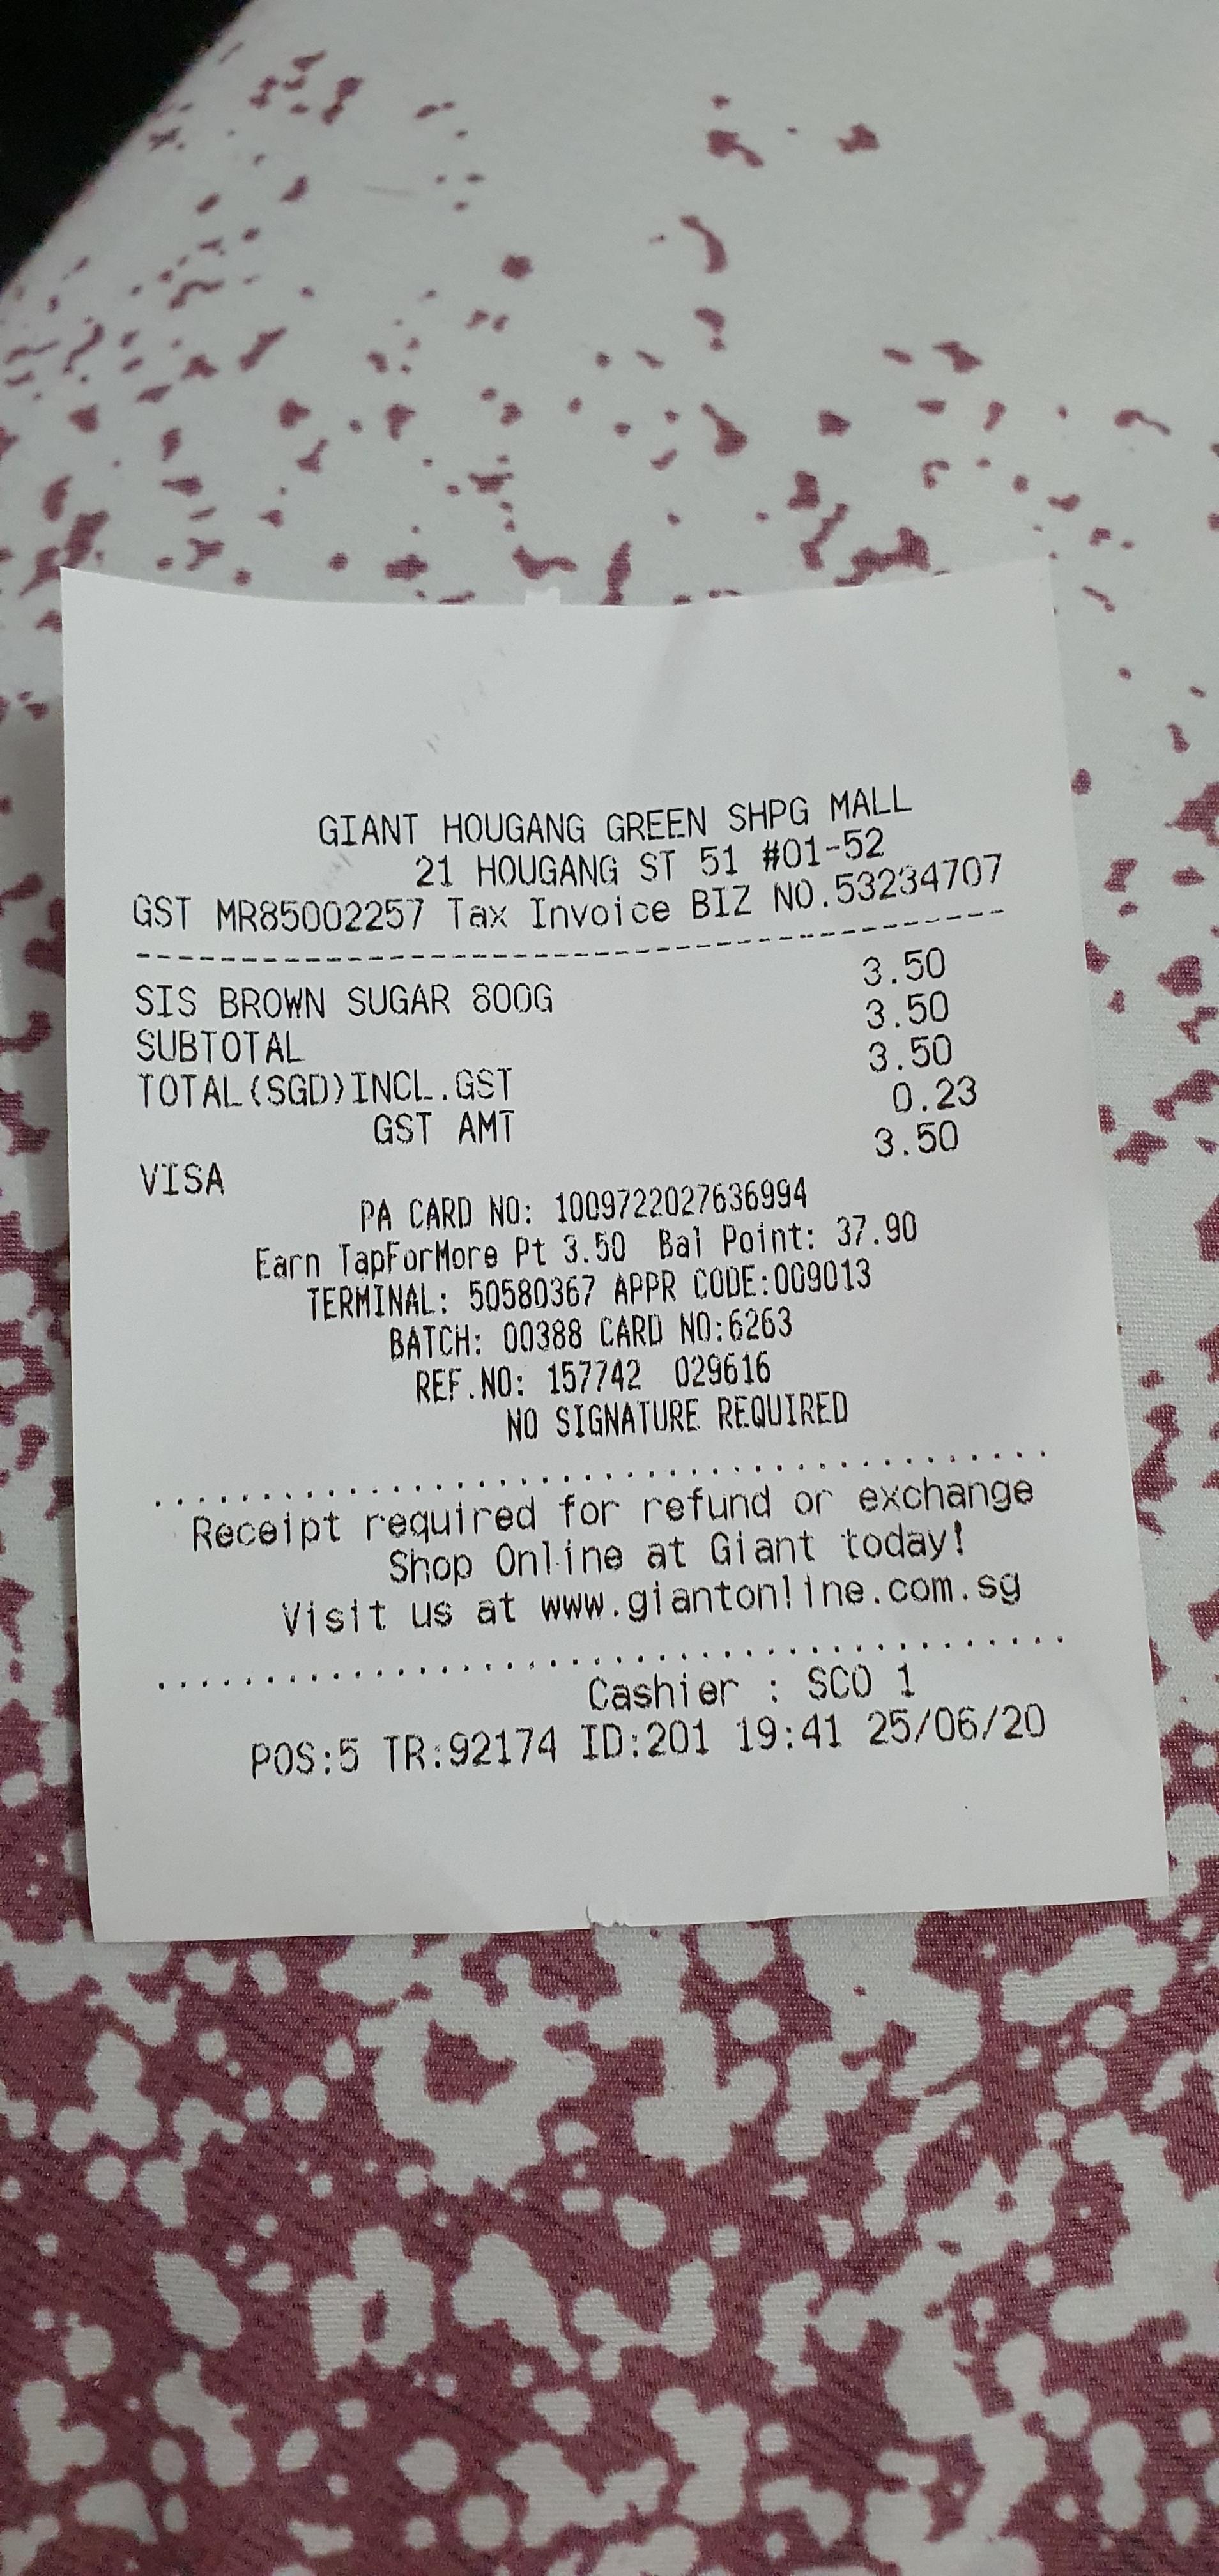 GIANT HOUGANG GREEN SHPG MALL
21 HOUGANG ST 51 #01-52
GST MR85002257 Tax Invoice BIZ NO.53234707
SIS BROWN SUGAR 800G 3.50
SUBTOTAL 3.50
TOTAL(SGD)INCL.GST 3.50
GST AMT 0.23
VISA 3.50
PA CARD NO: 1009722027636994
Earn TapForMore Pt 3.50 Bal Point: 37.90
TERMINAL: 50580367 APPR CODE:009013
BATCH: 00388 CARD NO:6263
REF.NO: 157742 029616
NO SIGNATURE REQUIRED
Receipt required for refund or exchange
Shop Online at Giant today!
Visit us at www.giantonline.com.sg
Cashier : SCO 1
POS:5 TR:92174 ID:201 19:41 25/06/20